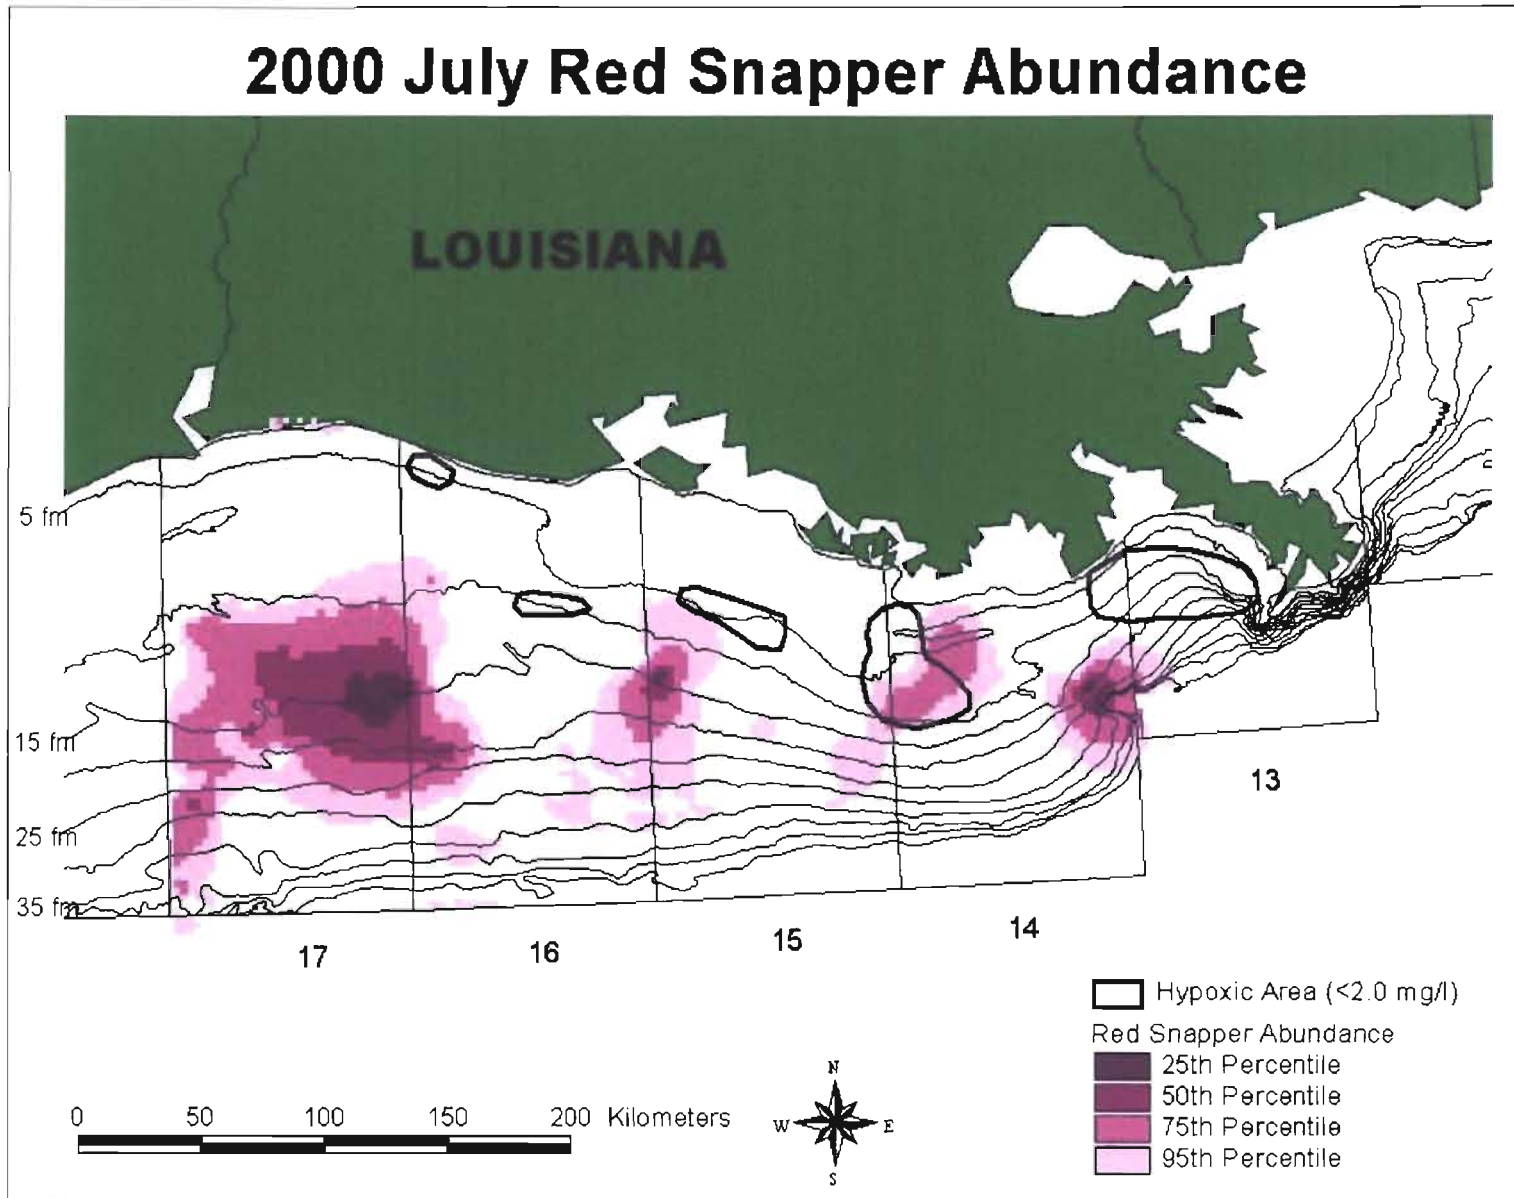 2000 July Red Snapper Abundance
LOUISIANA
5 fm
15 fm
25 fm
35 fm
13
14
15
16
17
Hypoxic Area (<2.0 mg/l)
Red Snapper Abundance
25th Percentile
50th Percentile
75th Percentile
95th Percentile
0 50 100 150 200 Kilometers
N
W E
S